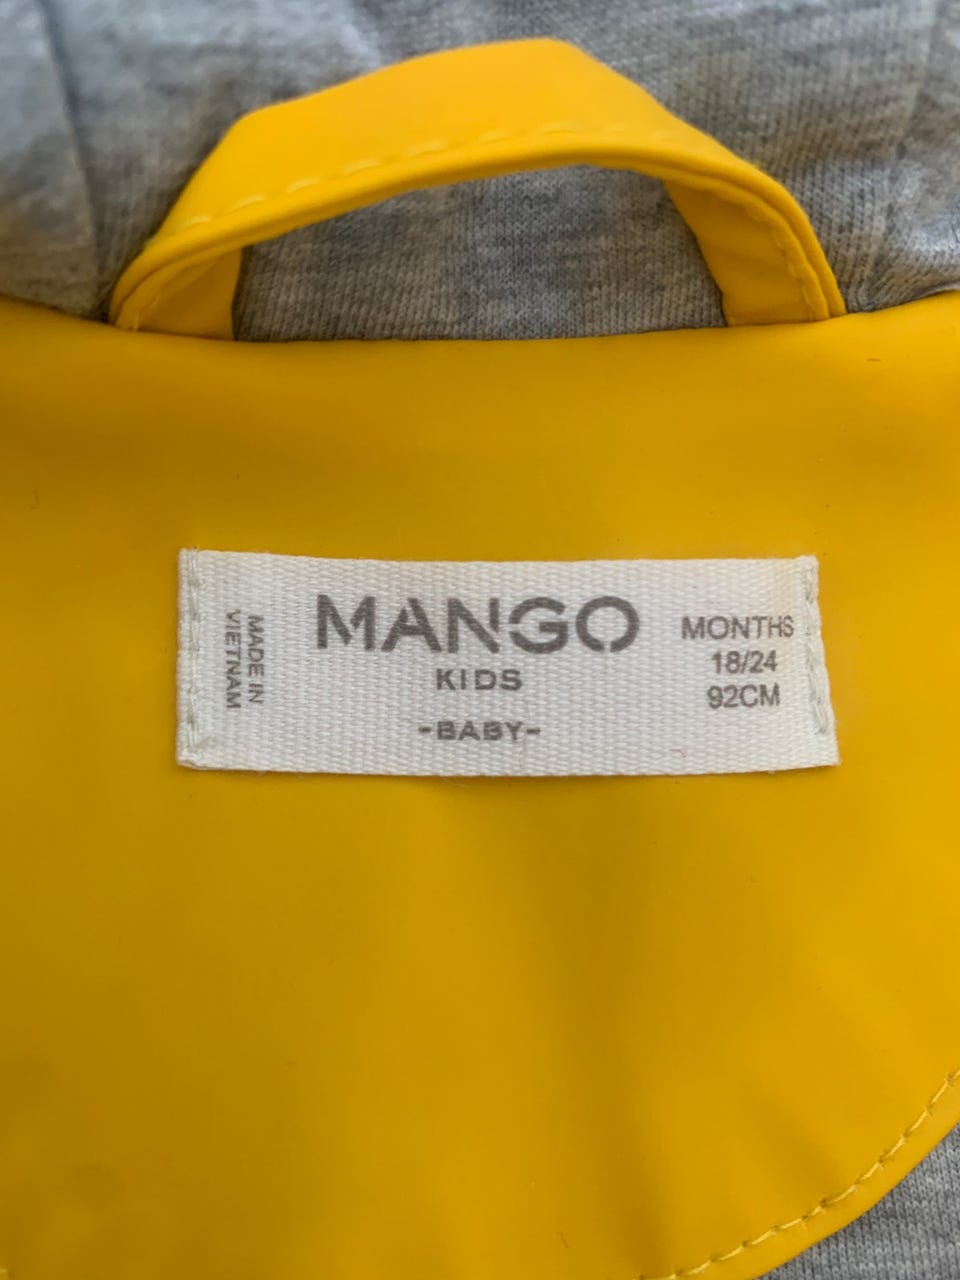 MADE IN
VIETNAM
MANGO
KIDS
-BABY-
MONTHS
18/24
92CM